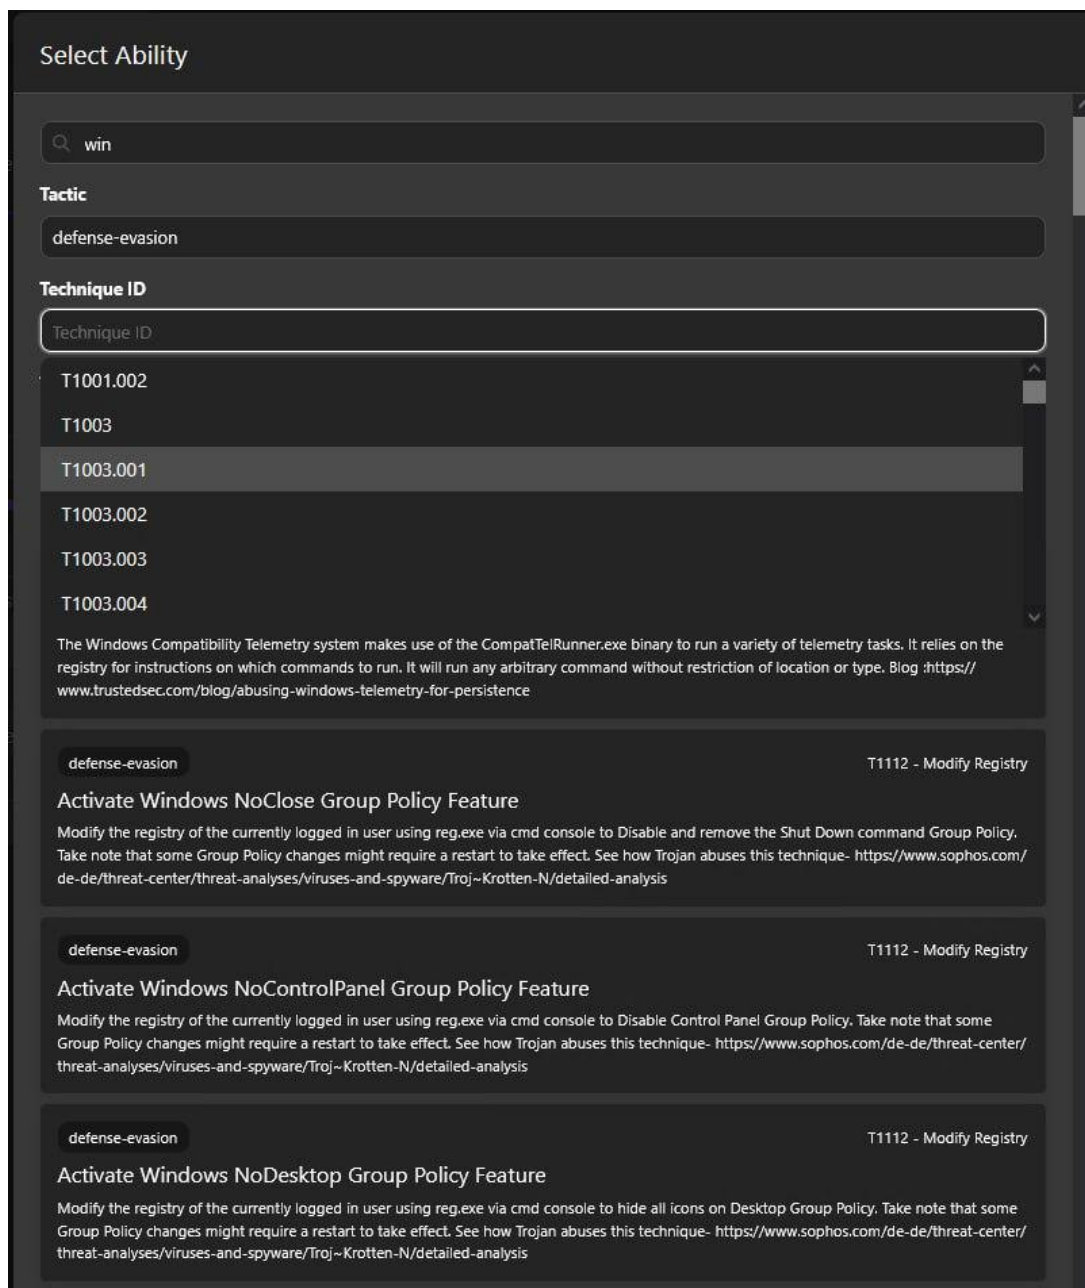 Select Ability
win
Tactic
defense-evasion
Technique ID
Technique ID
T1001.002
T1003
T1003.001
T1003.002
T1003.003
T1003.004
The Windows Compatibility Telemetry system makes use of the CompatTelRunner.exe binary to run a variety of telemetry tasks. It relies on the
registry for instructions on which commands to run. It will run any arbitrary command without restriction of location or type. Blog :https://
www.trustedsec.com/blog/abusing-windows-telemetry-for-persistence
defense-evasion T1112 - Modify Registry
Activate Windows NoClose Group Policy Feature
Modify the registry of the currently logged in user using reg.exe via cmd console to Disable and remove the Shut Down command Group Policy.
Take note that some Group Policy changes might require a restart to take effect. See how Trojan abuses this technique- https://www.sophos.com/
de-de/threat-center/threat-analyses/viruses-and-spyware/Troj~Krotten-N/detailed-analysis
defense-evasion T1112 - Modify Registry
Activate Windows NoControlPanel Group Policy Feature
Modify the registry of the currently logged in user using reg.exe via cmd console to Disable Control Panel Group Policy. Take note that some
Group Policy changes might require a restart to take effect. See how Trojan abuses this technique- https://www.sophos.com/de-de/threat-center/
threat-analyses/viruses-and-spyware/Troj~Krotten-N/detailed-analysis
defense-evasion T1112 - Modify Registry
Activate Windows NoDesktop Group Policy Feature
Modify the registry of the currently logged in user using reg.exe via cmd console to hide all icons on Desktop Group Policy. Take note that some
Group Policy changes might require a restart to take effect. See how Trojan abuses this technique- https://www.sophos.com/de-de/threat-center/
threat-analyses/viruses-and-spyware/Troj~Krotten-N/detailed-analysis